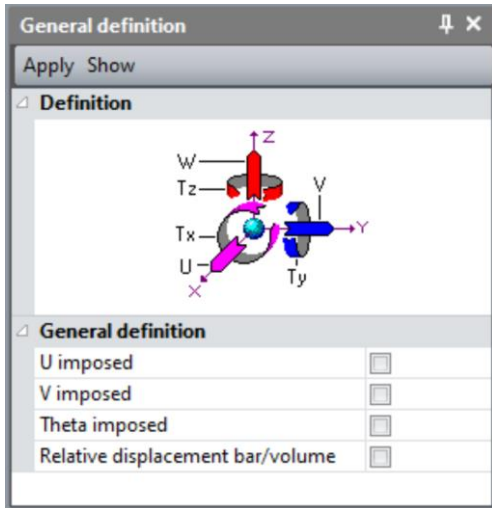 General definition
Apply Show
Definition
Z
W
Tz
V
Tx
Y
U
Ty
X
General definition
U imposed
V imposed
Theta imposed
Relative displacement bar/volume